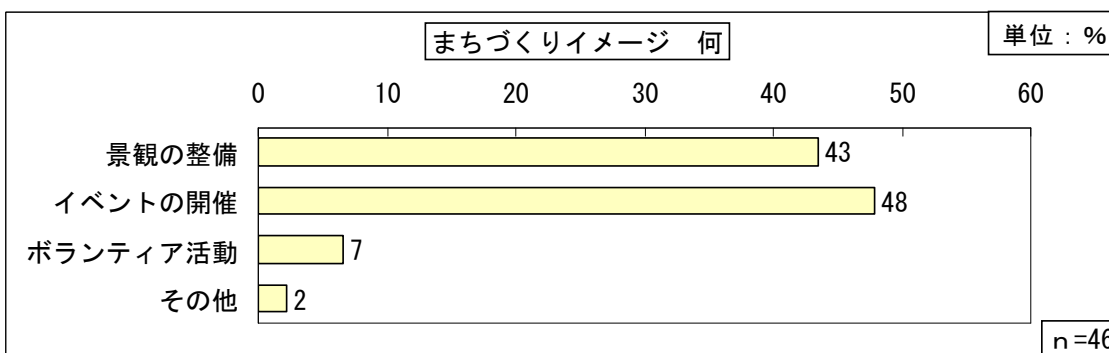 まちづくりイメージ　何
単位：%
0 10 20 30 40 50 60
景観の整備 43
イベントの開催 48
ボランティア活動 7
その他 2
ｎ=46